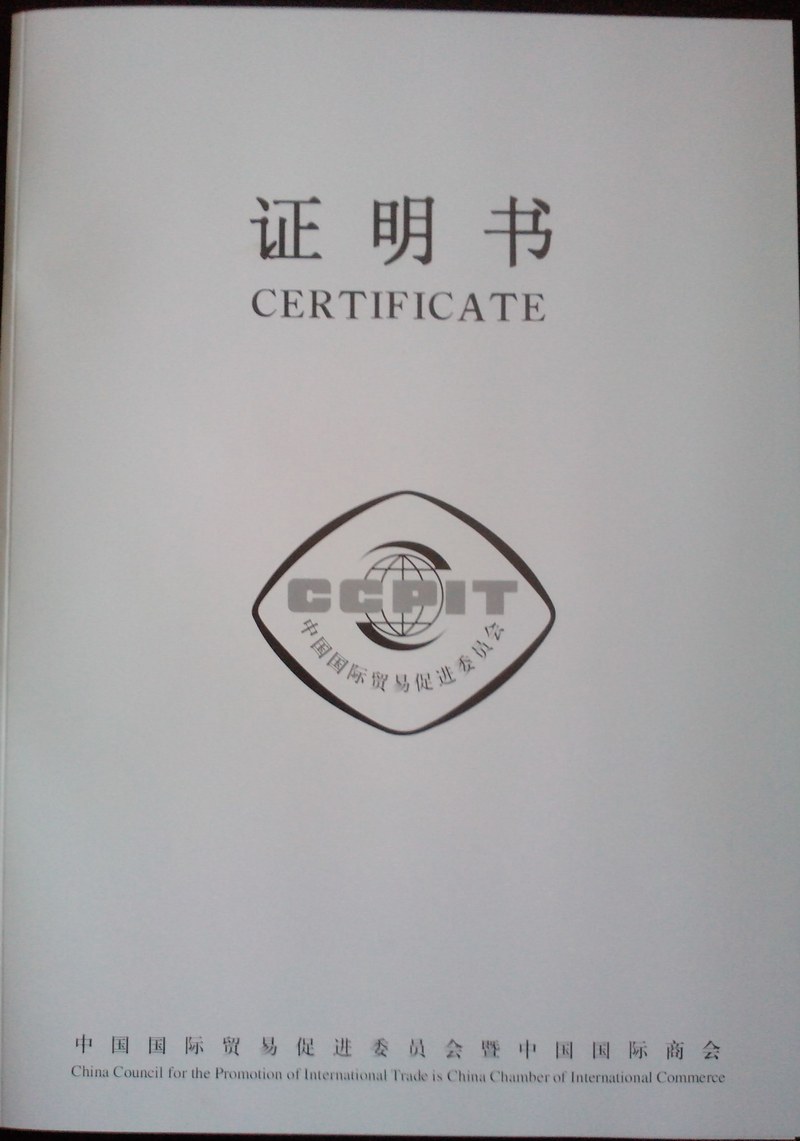 证明书
CERTIFICATE
CCPIT
中国国际贸易促进委员会
中国国际贸易促进委员会暨中国国际商会
China Council for the Promotion of International Trade is China Chamber of International Commerce